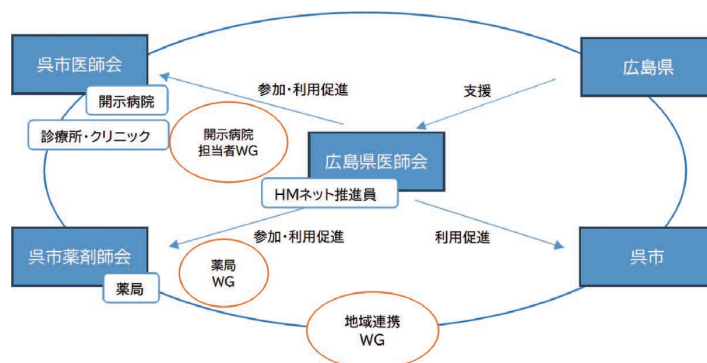 呉市医師会
広島県
参加・利用促進
支援
開示病院
診療所・クリニック
開示病院
担当者WG
広島県医師会
HMネット推進員
呉市薬剤師会
参加・利用促進
利用促進
呉市
薬局
薬局
WG
地域連携
WG